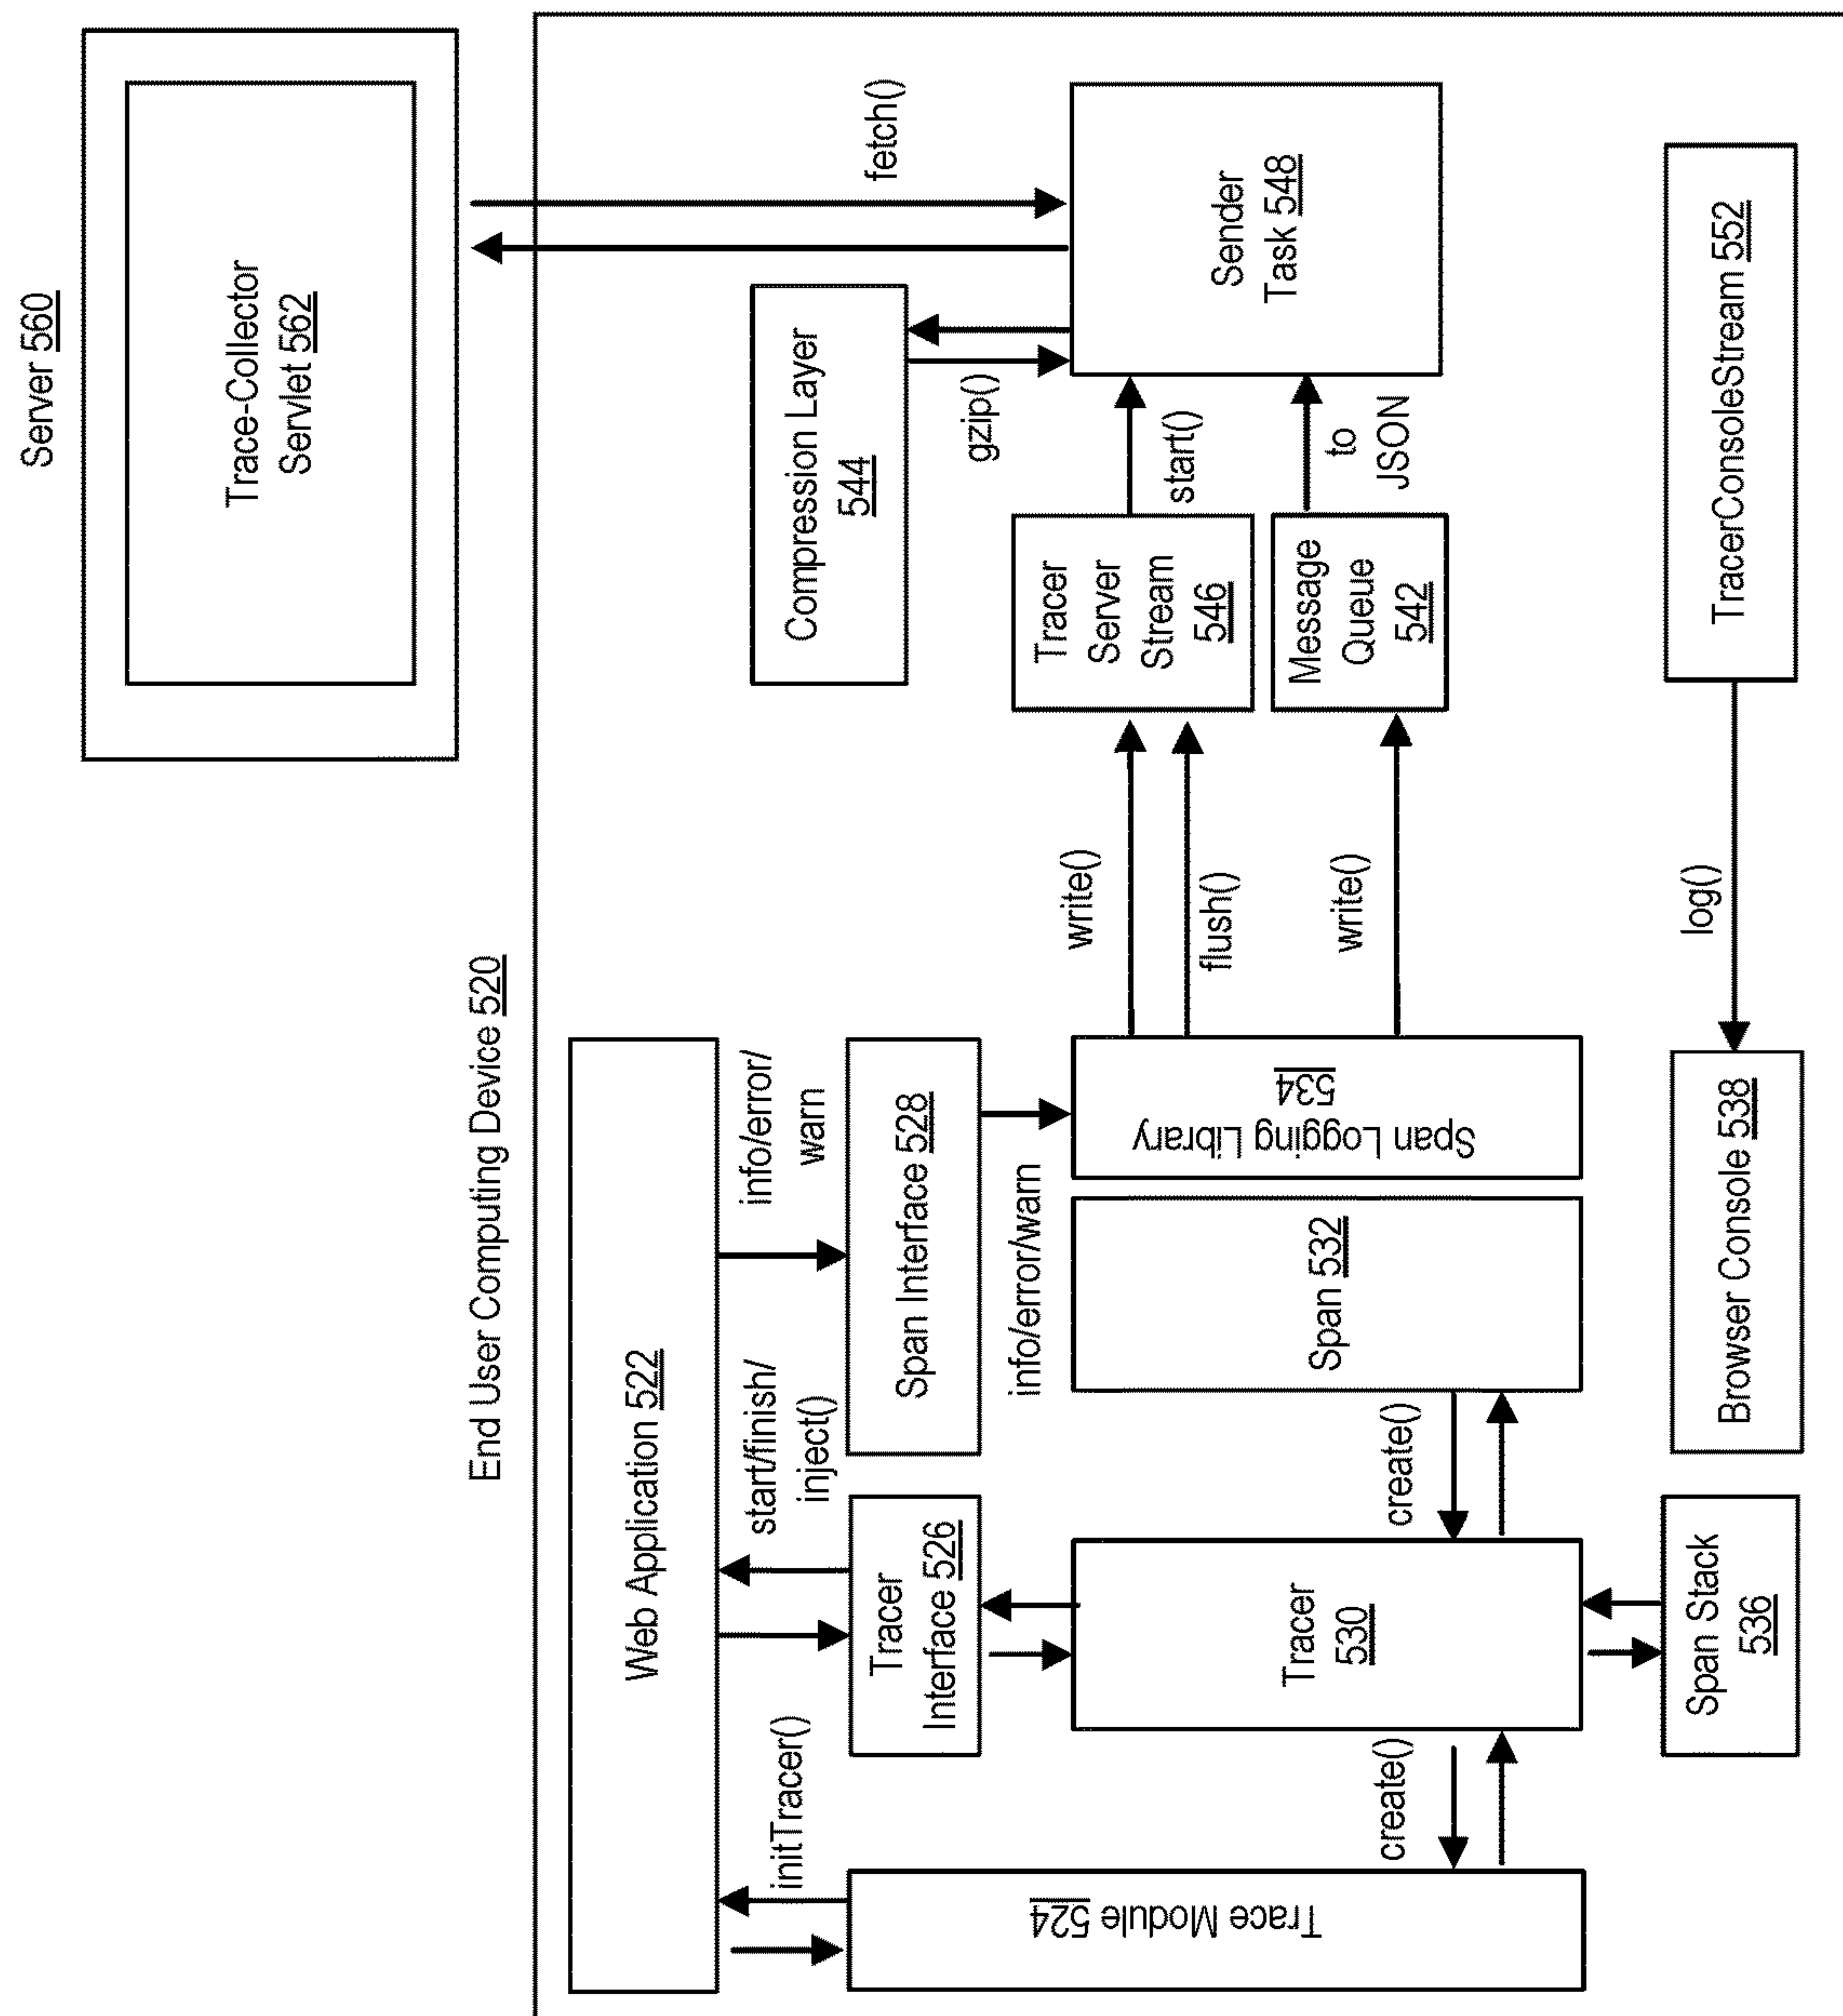 Server 560
Trace-Collector
Servlet 562
End User Computing Device 520
Web Application 522
initTracer()
start/finish/
inject()
info/error/
warn
Trace Module 524
Tracer
Interface 526
Span Interface 528
info/error/warn
create()
Tracer
530
create()
Span 532
Span Logging Library
534
write()
flush()
write()
Compression Layer
544
gzip()
fetch()
Tracer
Server
Stream
546
start()
Message
Queue
542
to
JSON
Sender
Task 548
Span Stack
536
Browser Console 538
log()
TracerConsoleStream 552